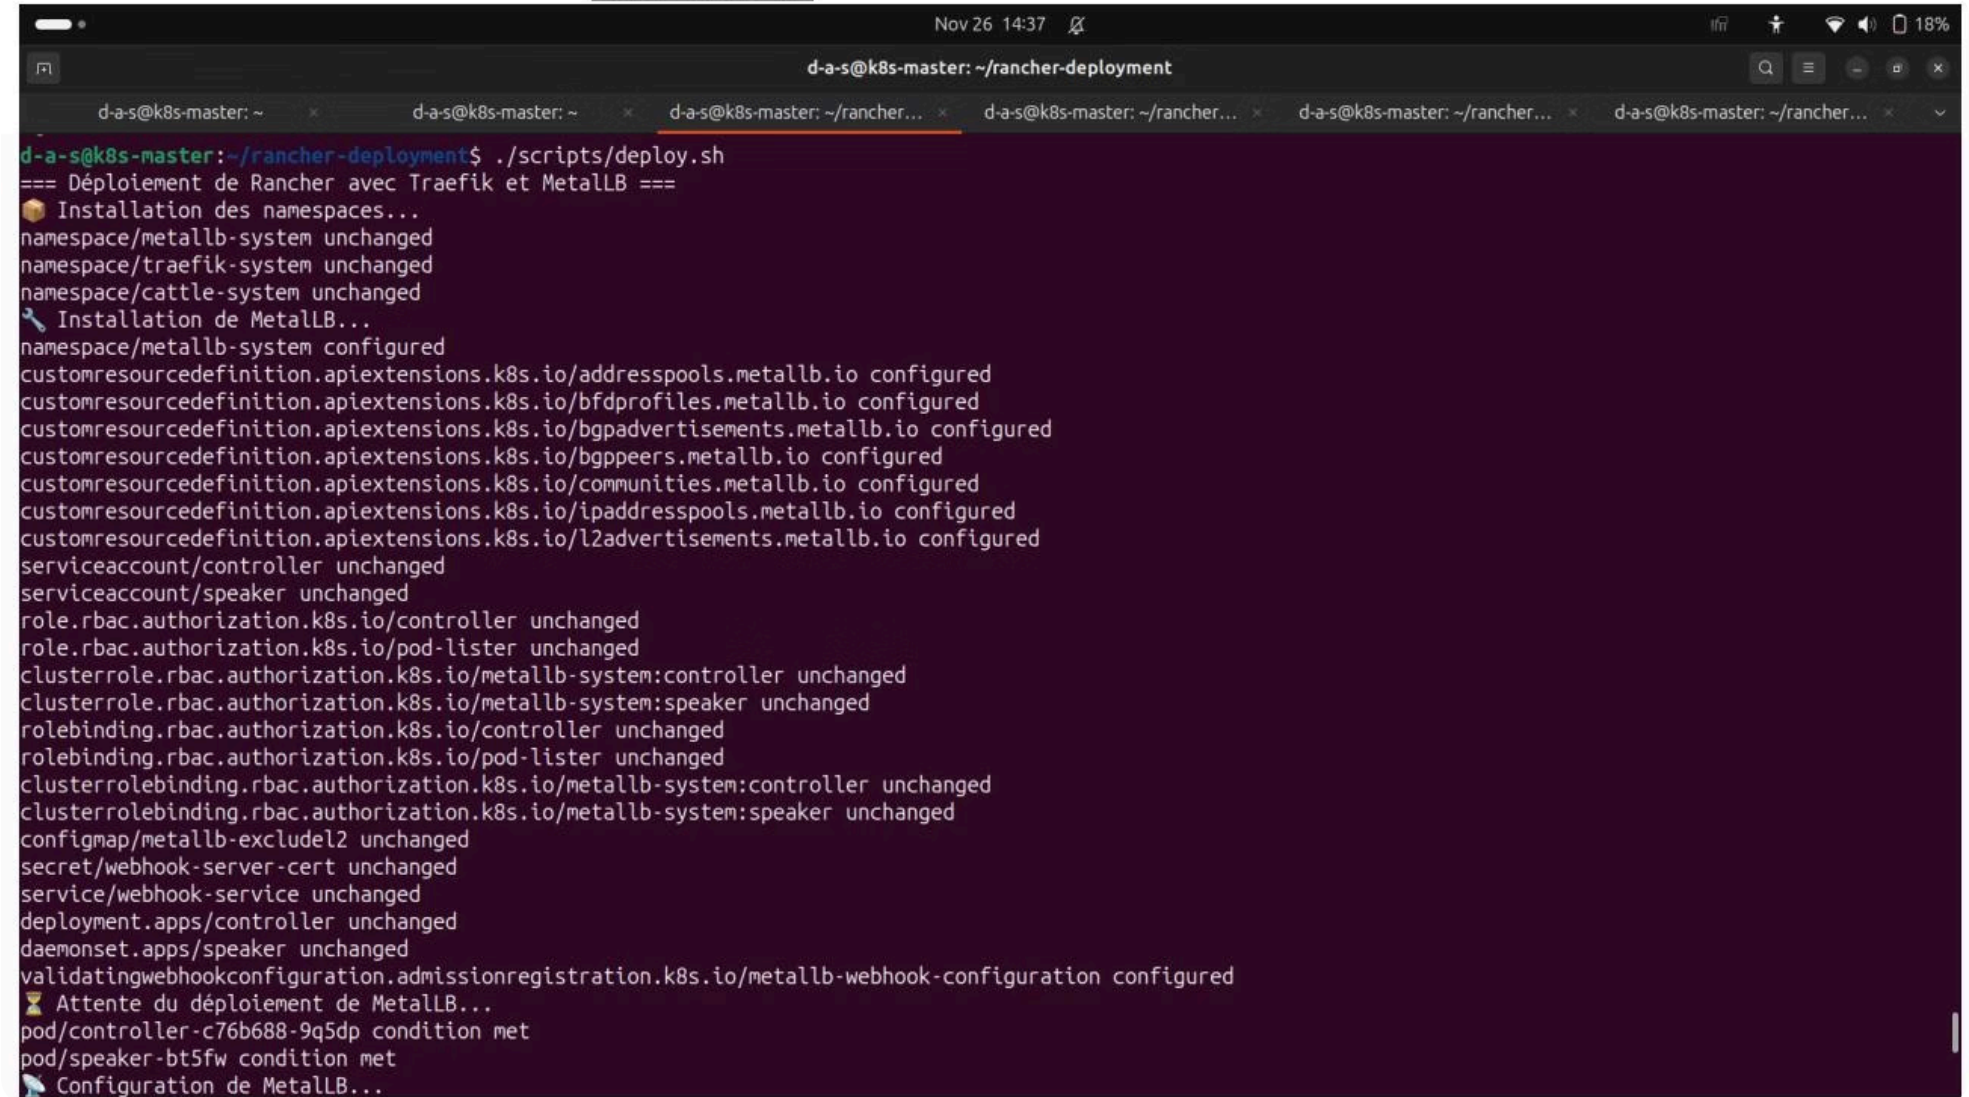 Nov 26 14:37
18%
d-a-s@k8s-master: ~/rancher-deployment
d-a-s@k8s-master: ~
d-a-s@k8s-master: ~
d-a-s@k8s-master: ~/rancher...
d-a-s@k8s-master: ~/rancher...
d-a-s@k8s-master: ~/rancher...
d-a-s@k8s-master: ~/rancher...
d-a-s@k8s-master:~/rancher-deployment$ ./scripts/deploy.sh
=== Déploiement de Rancher avec Traefik et MetalLB ===
📦 Installation des namespaces...
namespace/metallb-system unchanged
namespace/traefik-system unchanged
namespace/cattle-system unchanged
🔧 Installation de MetalLB...
namespace/metallb-system configured
customresourcedefinition.apiextensions.k8s.io/addresspools.metallb.io configured
customresourcedefinition.apiextensions.k8s.io/bfdprofiles.metallb.io configured
customresourcedefinition.apiextensions.k8s.io/bgpadvertisements.metallb.io configured
customresourcedefinition.apiextensions.k8s.io/bgppeers.metallb.io configured
customresourcedefinition.apiextensions.k8s.io/communities.metallb.io configured
customresourcedefinition.apiextensions.k8s.io/ipaddresspools.metallb.io configured
customresourcedefinition.apiextensions.k8s.io/l2advertisements.metallb.io configured
serviceaccount/controller unchanged
serviceaccount/speaker unchanged
role.rbac.authorization.k8s.io/controller unchanged
role.rbac.authorization.k8s.io/pod-lister unchanged
clusterrole.rbac.authorization.k8s.io/metallb-system:controller unchanged
clusterrole.rbac.authorization.k8s.io/metallb-system:speaker unchanged
rolebinding.rbac.authorization.k8s.io/controller unchanged
rolebinding.rbac.authorization.k8s.io/pod-lister unchanged
clusterrolebinding.rbac.authorization.k8s.io/metallb-system:controller unchanged
clusterrolebinding.rbac.authorization.k8s.io/metallb-system:speaker unchanged
configmap/metallb-excludel2 unchanged
secret/webhook-server-cert unchanged
service/webhook-service unchanged
deployment.apps/controller unchanged
daemonset.apps/speaker unchanged
validatingwebhookconfiguration.admissionregistration.k8s.io/metallb-webhook-configuration configured
⏳ Attente du déploiement de MetalLB...
pod/controller-c76b688-9q5dp condition met
pod/speaker-bt5fw condition met
📡 Configuration de MetalLB...